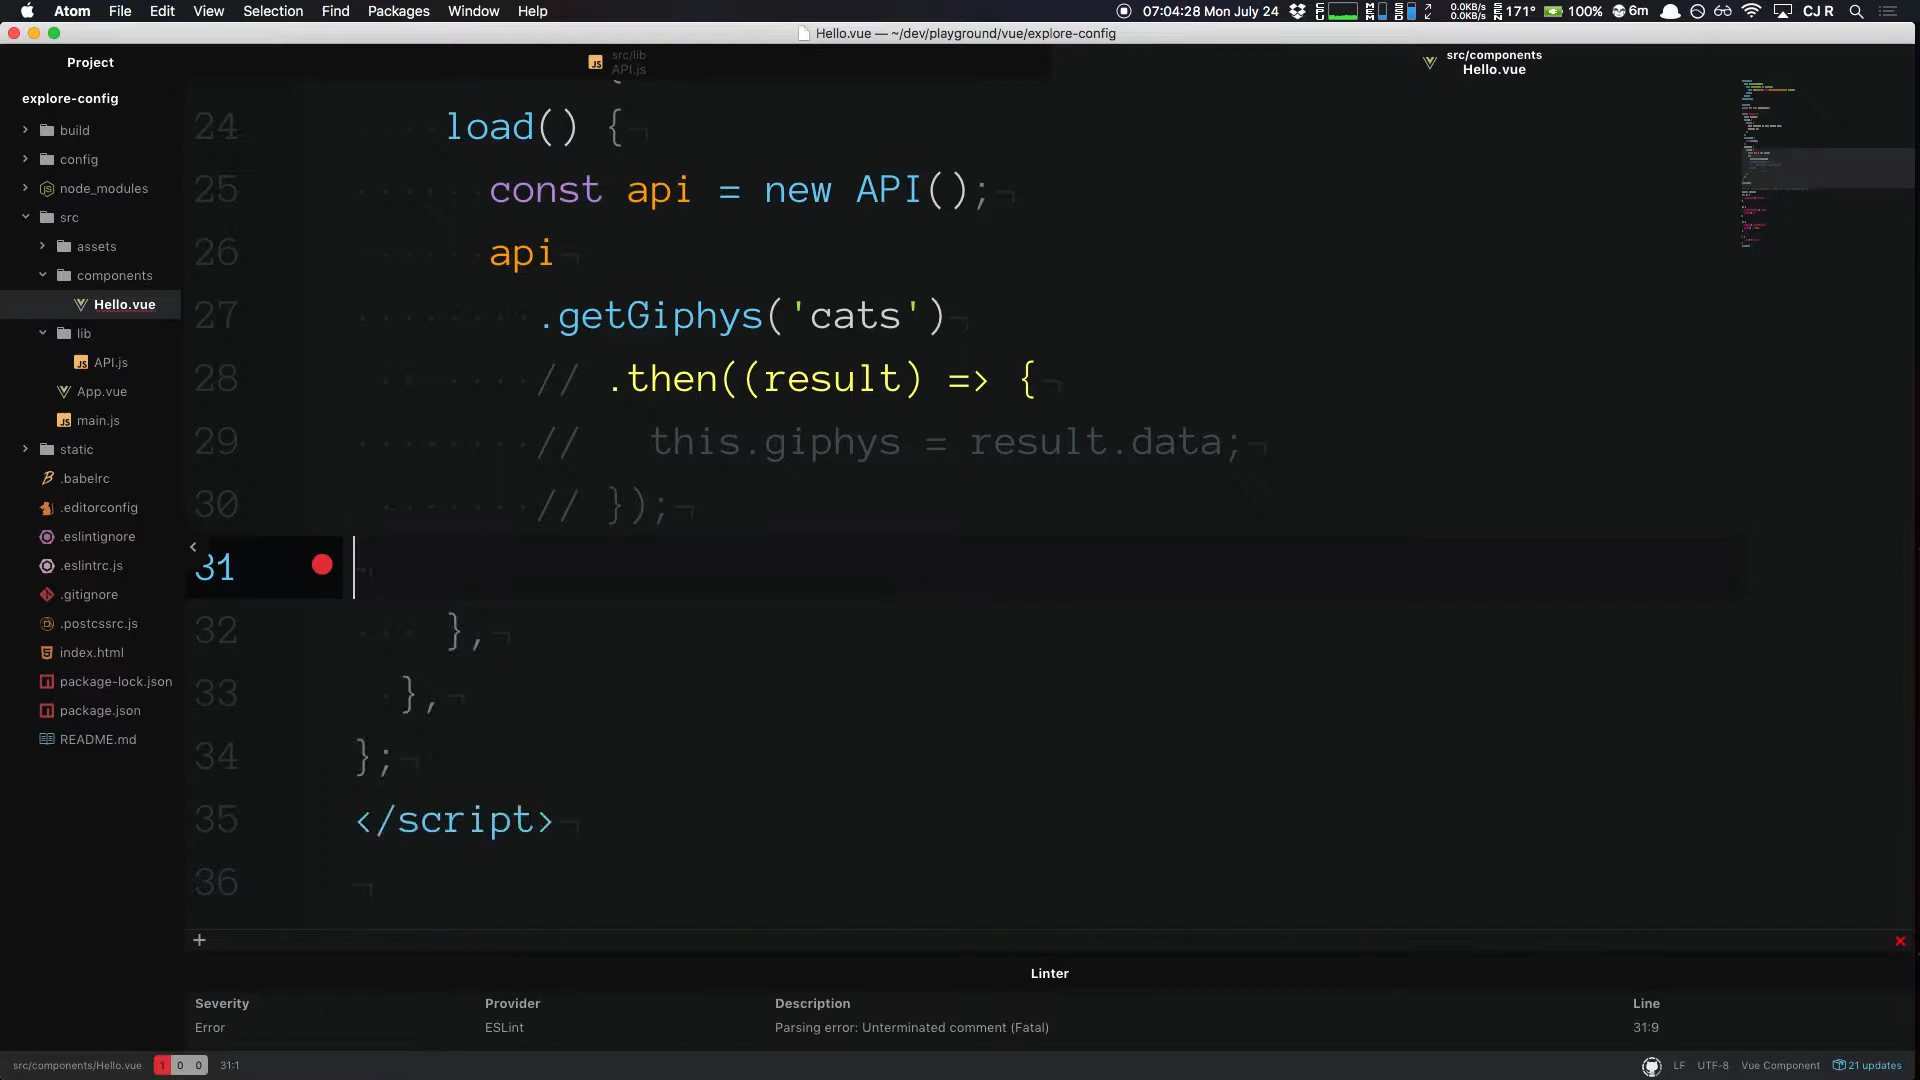 Atom File Edit View Selection Find Packages Window Help
07:04:28 Mon July 24
0.0KB/s
0.0KB/s
171° 100% 6m CJ R
Hello.vue — ~/dev/playground/vue/explore-config
Project
src/lib
API.js
src/components
Hello.vue
explore-config
build
config
node_modules
src
assets
components
Hello.vue
lib
API.js
App.vue
main.js
static
.babelrc
.editorconfig
.eslintignore
.eslintrc.js
.gitignore
.postcssrc.js
index.html
package-lock.json
package.json
README.md
24 load() {
25 const api = new API();
26 api
27 .getGiphys('cats')
28 // .then((result) => {
29 // this.giphys = result.data;
30 // });
31
32 },
33 },
34 };
35 </script>
36
+
Linter
Severity Provider Description Line
Error ESLint Parsing error: Unterminated comment (Fatal) 31:9
src/components/Hello.vue 1 0 0 31:1 LF UTF-8 Vue Component 21 updates